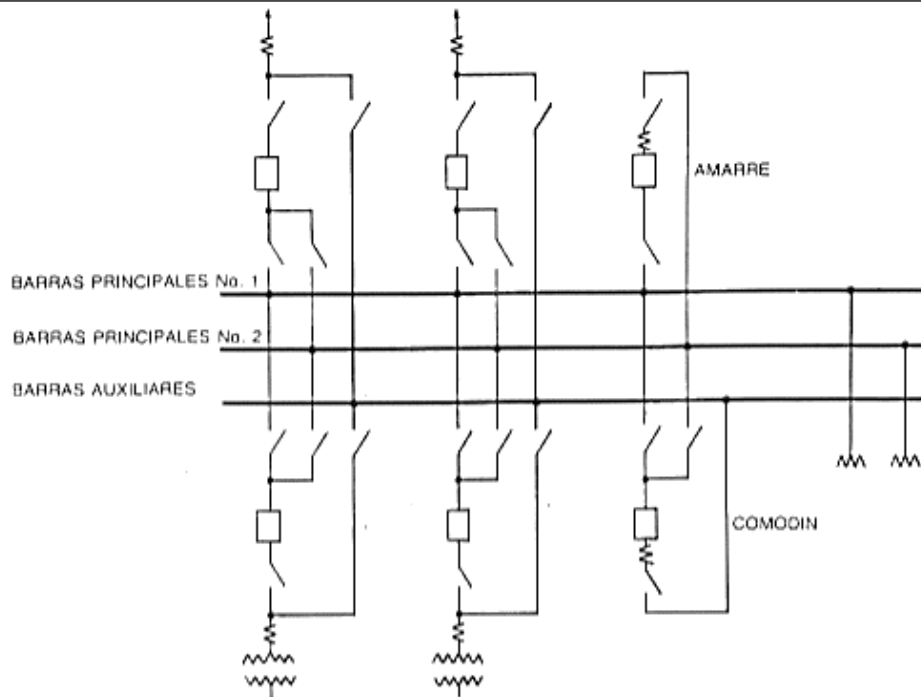 AMARRE
BARRAS PRINCIPALES No. 1
BARRAS PRINCIPALES No. 2
BARRAS AUXILIARES
COMODIN